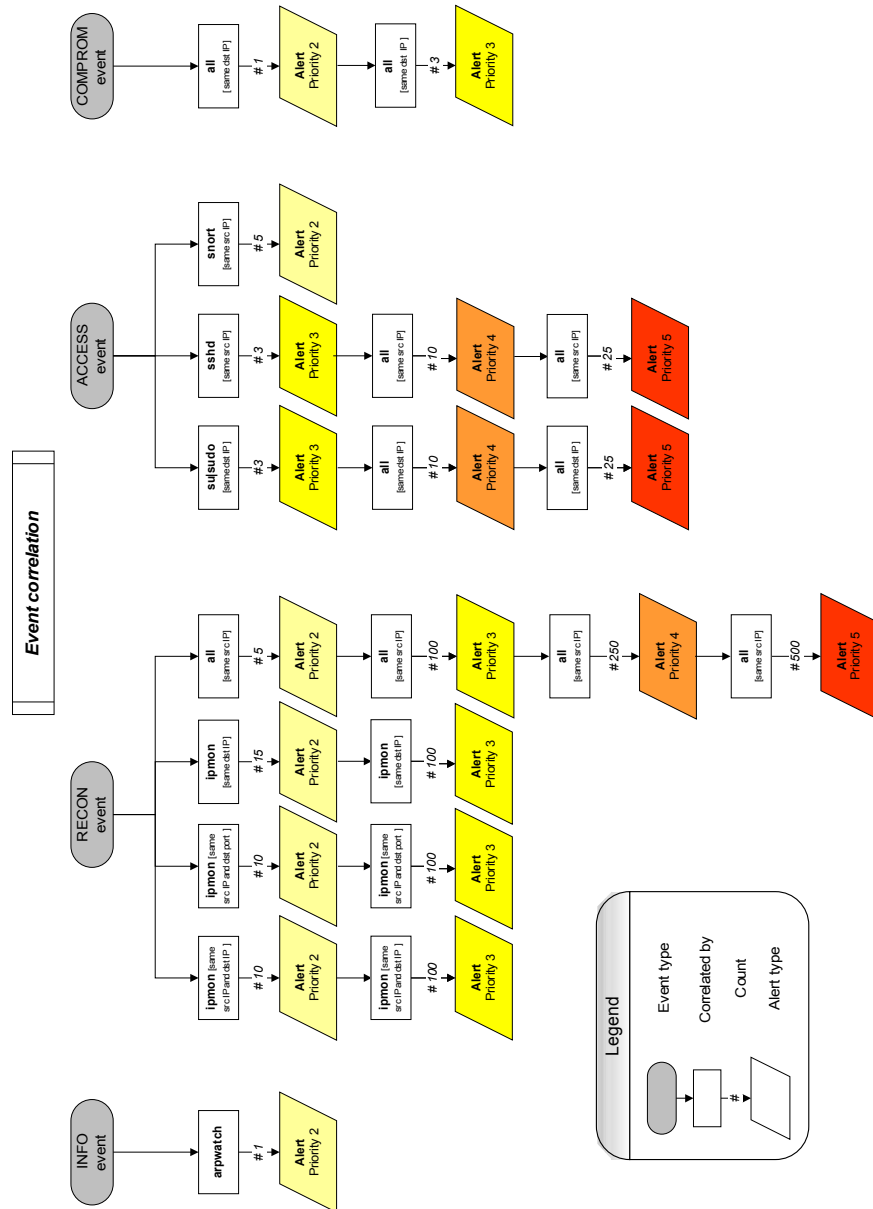 Event correlation
INFO
event
RECON
event
ACCESS
event
COMPROM
event
arpwatch
ipmon [same
src IP and dst IP ]
ipmon [same
src IP and dst port ]
ipmon
[same dst IP]
all
[same src IP]
su|sudo
[same dst IP]
sshd
[same src IP]
snort
[same src IP]
all
[same dst IP]
#1
#10
#10
#15
#5
#3
#3
#5
#1
Alert
Priority 2
Alert
Priority 2
Alert
Priority 2
Alert
Priority 2
Alert
Priority 2
Alert
Priority 3
Alert
Priority 3
Alert
Priority 2
Alert
Priority 2
ipmon [same
src IP and dst IP ]
ipmon [same
src IP and dst port ]
ipmon
[same dst IP]
all
[same src IP]
all
[same dst IP]
all
[same src IP]
all
[same dst IP]
#100
#100
#100
#100
#10
#10
#3
Alert
Priority 3
Alert
Priority 3
Alert
Priority 3
Alert
Priority 3
Alert
Priority 4
Alert
Priority 4
Alert
Priority 3
all
[same src IP]
all
[same dst IP]
all
[same src IP]
#250
#25
#25
Alert
Priority 4
Alert
Priority 5
Alert
Priority 5
all
[same src IP]
#500
Alert
Priority 5
Legend
Event type
Correlated by
#
Count
Alert type